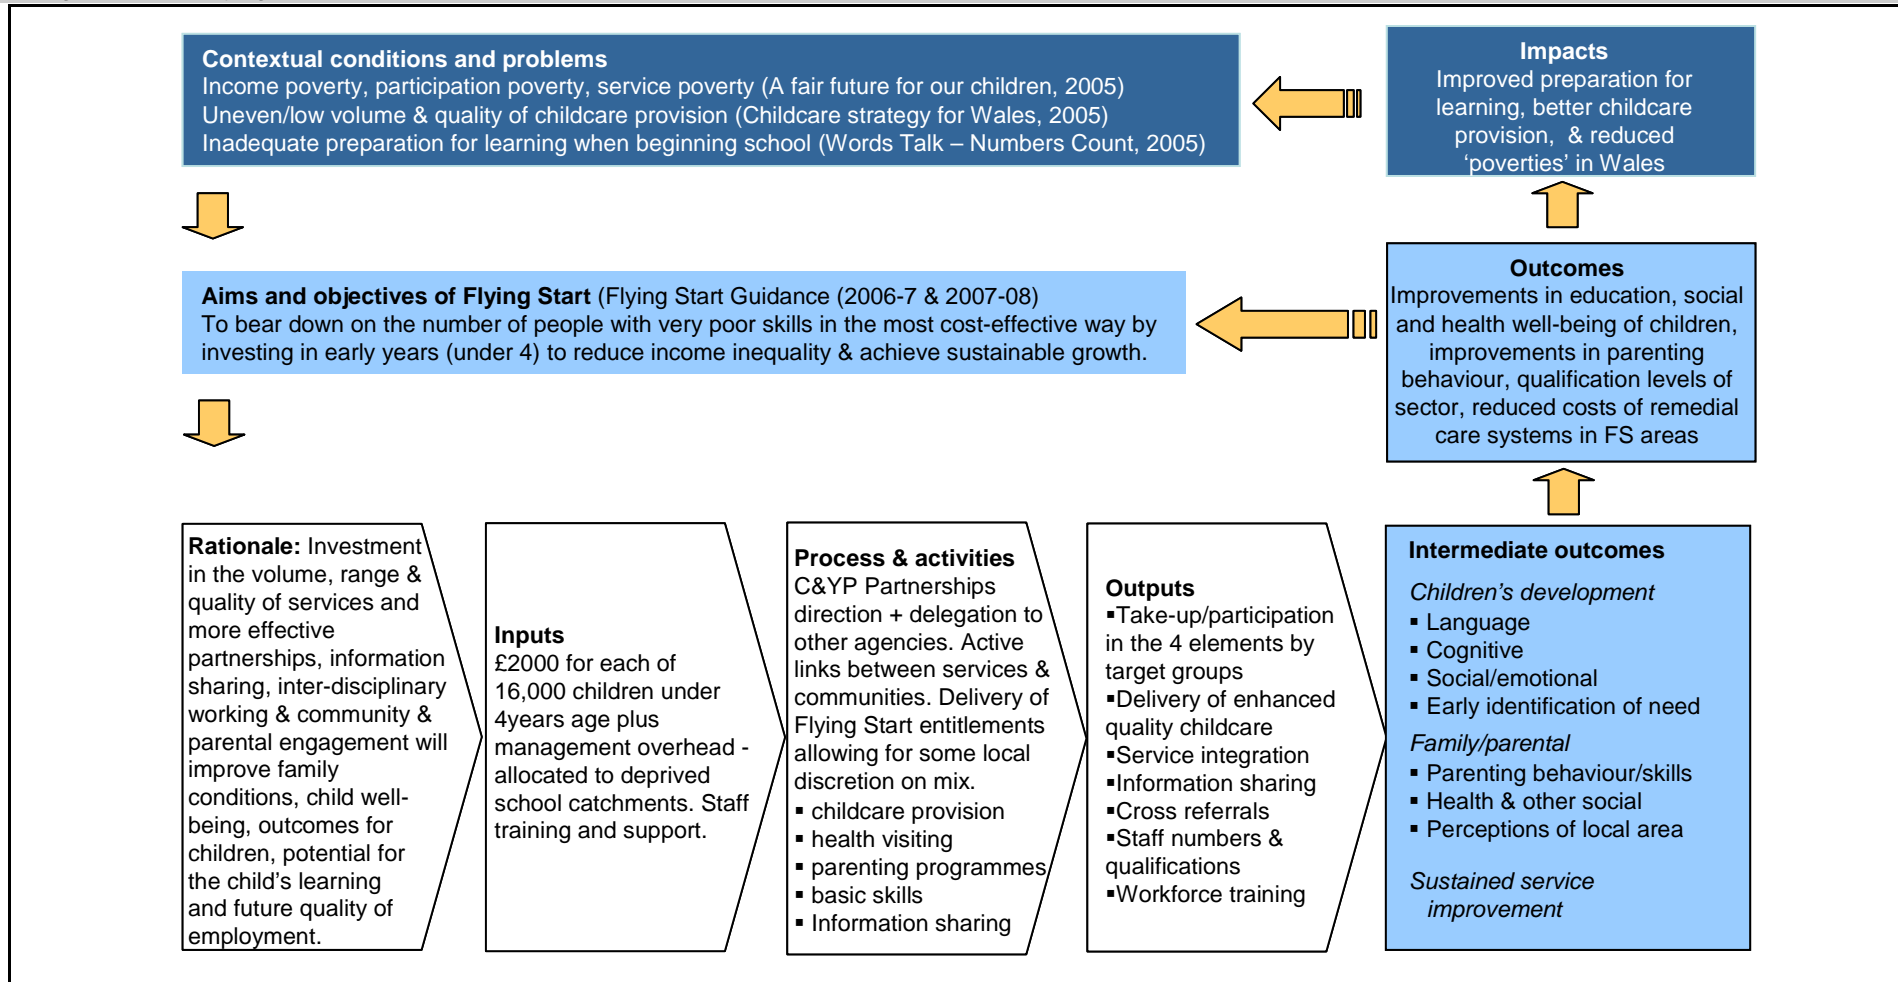 Contextual conditions and problems
Income poverty, participation poverty, service poverty (A fair future for our children, 2005)
Uneven/low volume & quality of childcare provision (Childcare strategy for Wales, 2005)
Inadequate preparation for learning when beginning school (Words Talk – Numbers Count, 2005)
Impacts
Improved preparation for
learning, better childcare
provision,  & reduced
‘poverties’ in Wales
Aims and objectives of Flying Start (Flying Start Guidance (2006-7 & 2007-08)
To bear down on the number of people with very poor skills in the most cost-effective way by
investing in early years (under 4) to reduce income inequality & achieve sustainable growth.
Outcomes
Improvements in education, social
and health well-being of children,
improvements in parenting
behaviour, qualification levels of
sector, reduced costs of remedial
care systems in FS areas
Rationale: Investment
in the volume, range &
quality of services and
more effective
partnerships, information
sharing, inter-disciplinary
working & community &
parental engagement will
improve family
conditions, child well-
being, outcomes for
children, potential for
the child’s learning
and future quality of
employment.
Inputs
£2000 for each of
16,000 children under
4years age plus
management overhead -
allocated to deprived
school catchments. Staff
training and support.
Process & activities
C&YP Partnerships
direction + delegation to
other agencies. Active
links between services &
communities. Delivery of
Flying Start entitlements
allowing for some local
discretion on mix.
▪ childcare provision
▪ health visiting
▪ parenting programmes
▪ basic skills
▪ Information sharing
Outputs
▪Take-up/participation
in the 4 elements by
target groups
▪Delivery of enhanced
quality childcare
▪Service integration
▪Information sharing
▪Cross referrals
▪Staff numbers &
qualifications
▪Workforce training
Intermediate outcomes
Children’s development
▪ Language
▪ Cognitive
▪ Social/emotional
▪ Early identification of need
Family/parental
▪ Parenting behaviour/skills
▪ Health & other social
▪ Perceptions of local area
Sustained service
improvement